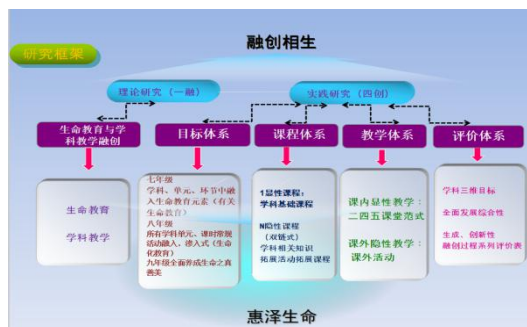 融创相生
研究框架
理论研究（一融）
实践研究（四创）
生命教育与学
科教学融创
目标体系
课程体系
教学体系
评价体系
生命教育
学科教学
七年级
学科、单元、环节中融
入生命教育元素（有关
生命教育）
八年级
所有学科单元、课时常规
活动融入，渗入式（生命
化教育）
九年级全面养成生命之真
善美
1显性课程：
学科基础课程
N隐性课程
（双链式）
学科相关知识
拓展活动拓展课程
课内显性教学：
二四五课堂范式
课外隐性教学：
课外活动
学科三维目标
全面发展综合性
生成、创新性
融创过程系列评价表
惠泽生命